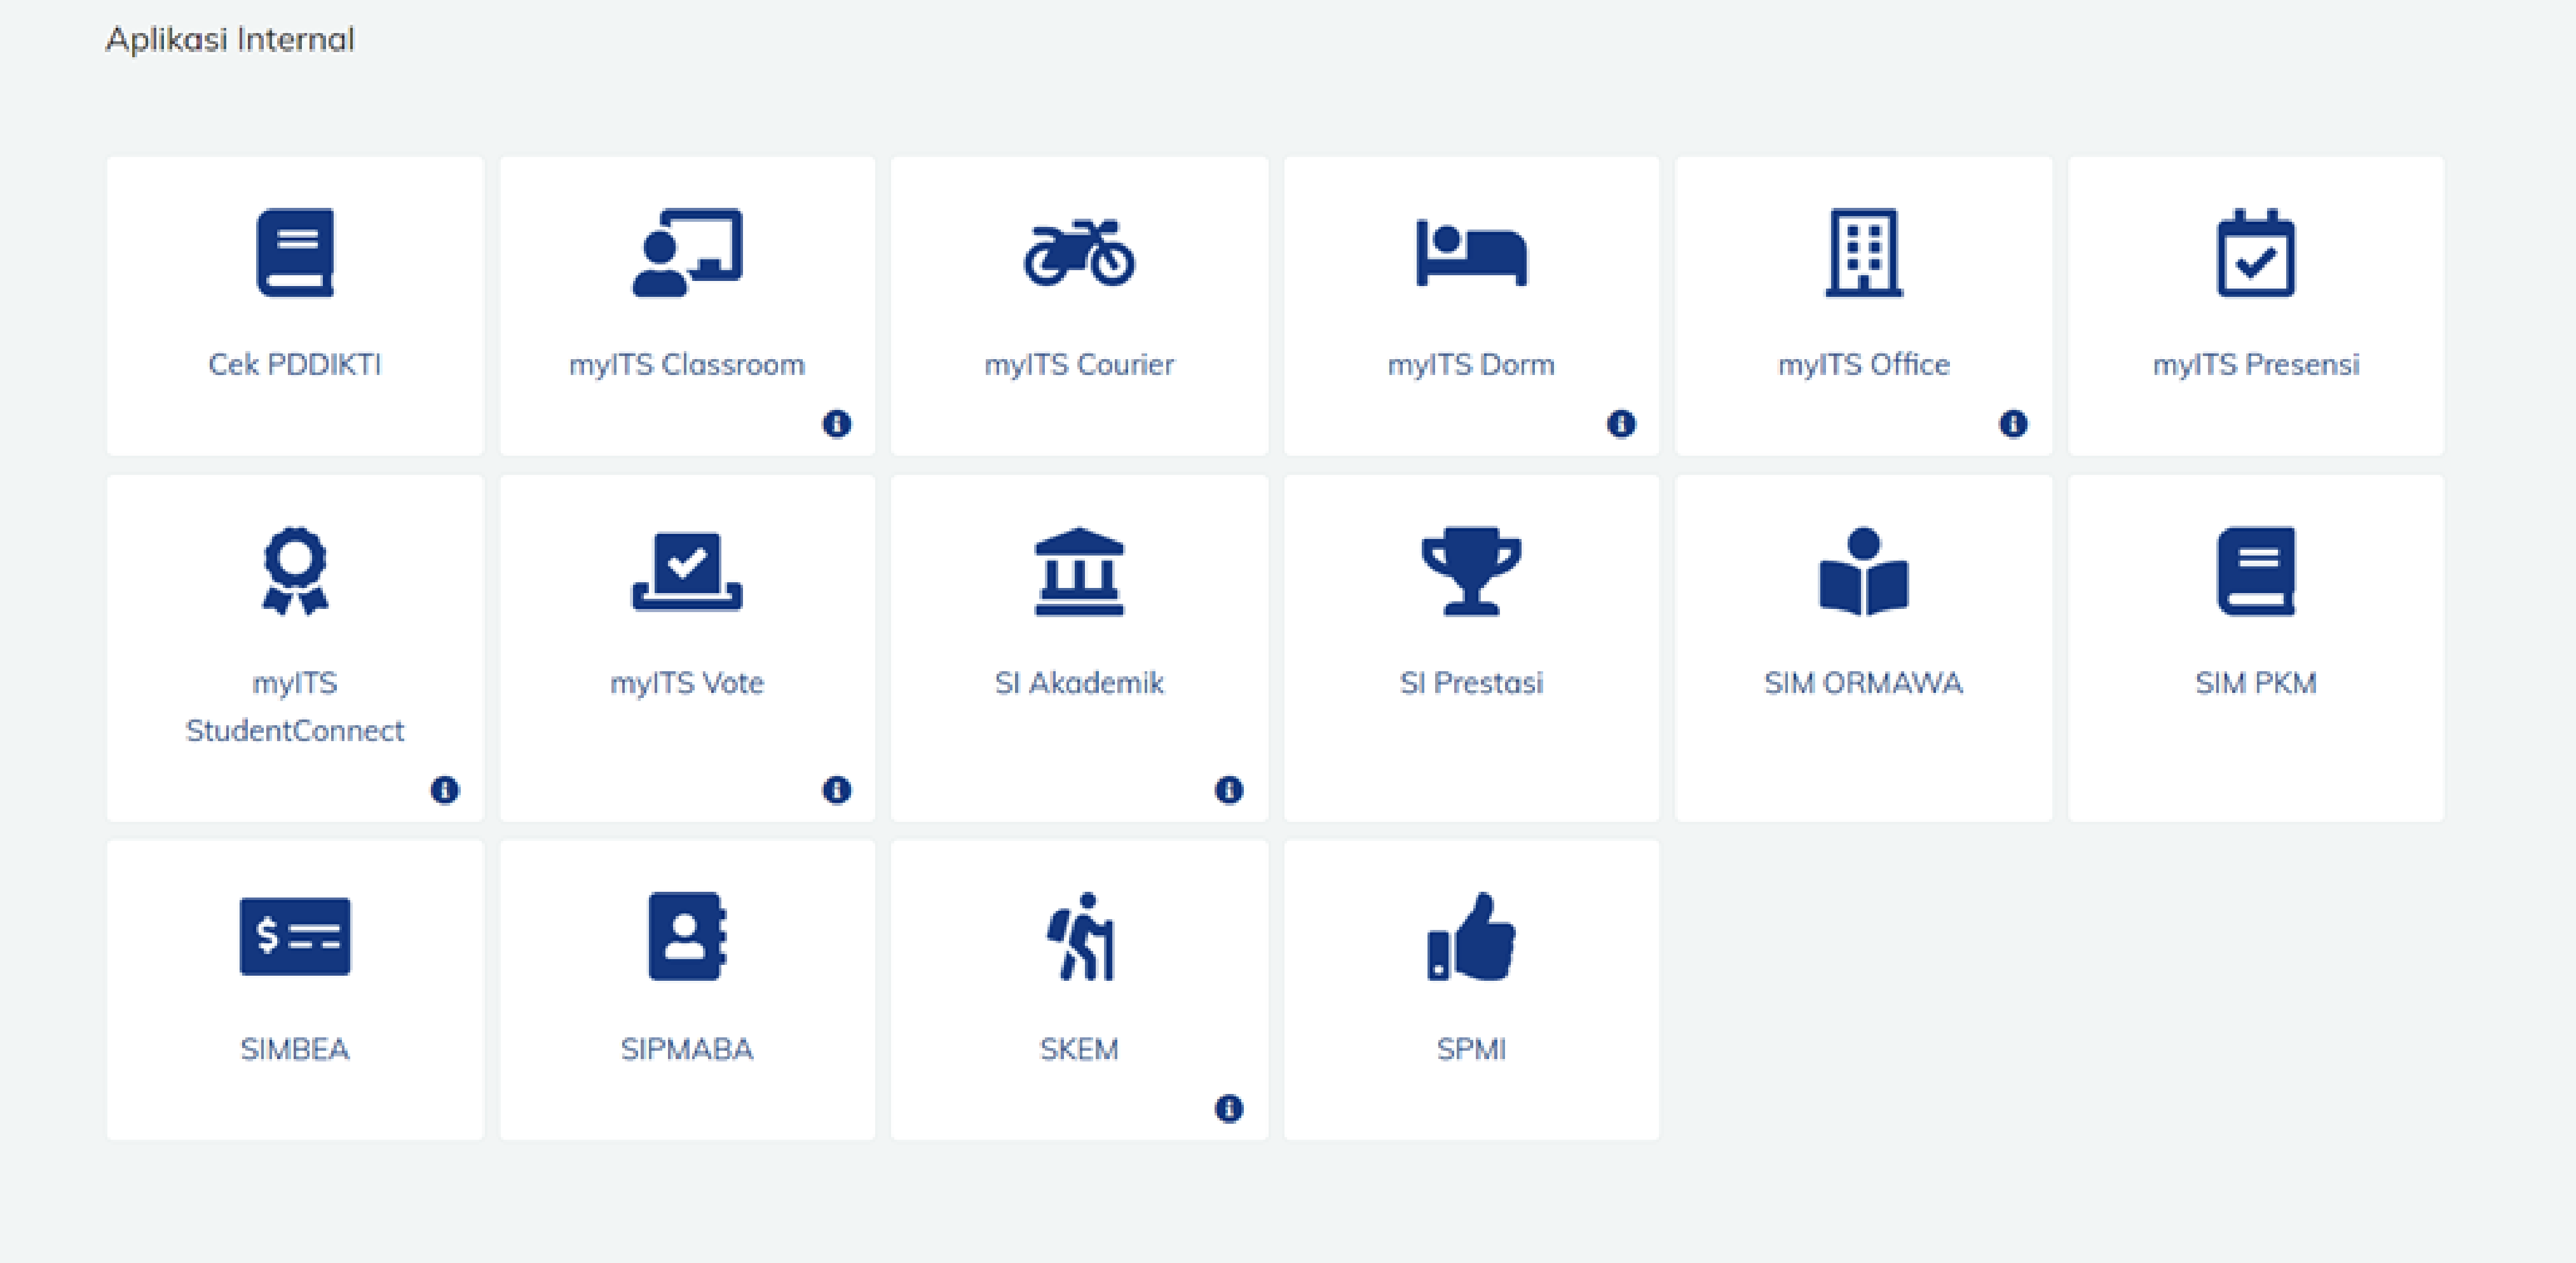 Aplikasi Internal
Cek PDDIKTI
myITS Classroom
myITS Courier
myITS Dorm
myITS Office
myITS Presensi
myITS
StudentConnect
myITS Vote
SI Akademik
SI Prestasi
SIM ORMAWA
SIM PKM
SIMBEA
SIPMABA
SKEM
SPMI